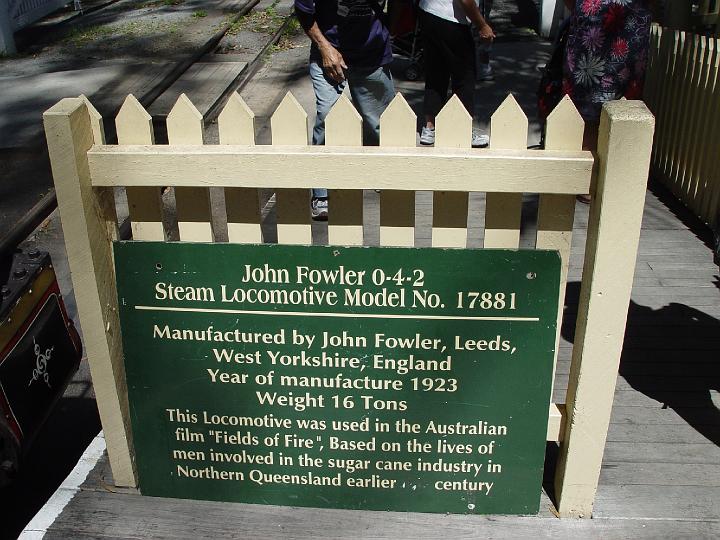 John Fowler 0-4-2
Steam Locomotive Model No. 17881
Manufactured by John Fowler, Leeds,
West Yorkshire, England
Year of manufacture 1923
Weight 16 Tons
This Locomotive was used in the Australian
film "Fields of Fire", Based on the lives of
men involved in the sugar cane industry in
Northern Queensland earlier century